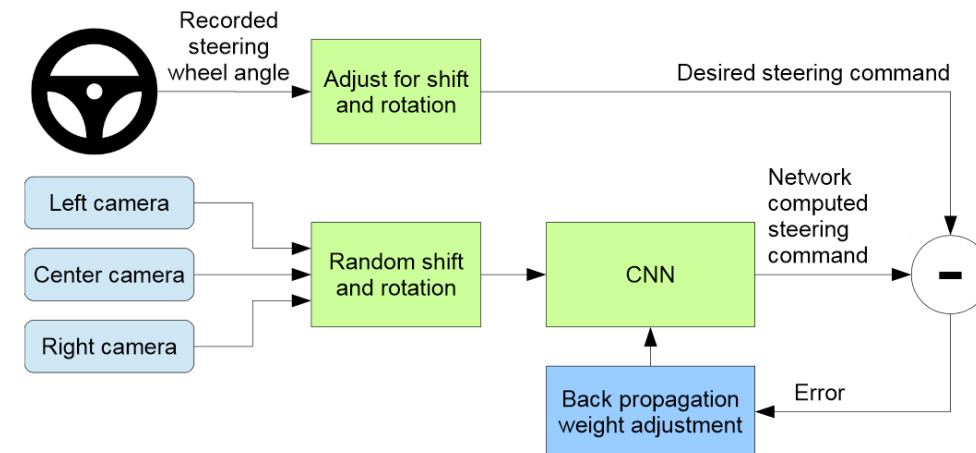 Recorded
steering
wheel angle
Adjust for shift
and rotation
Desired steering command
Left camera
Center camera
Right camera
Random shift
and rotation
CNN
Network
computed
steering
command
-
Back propagation
weight adjustment
Error